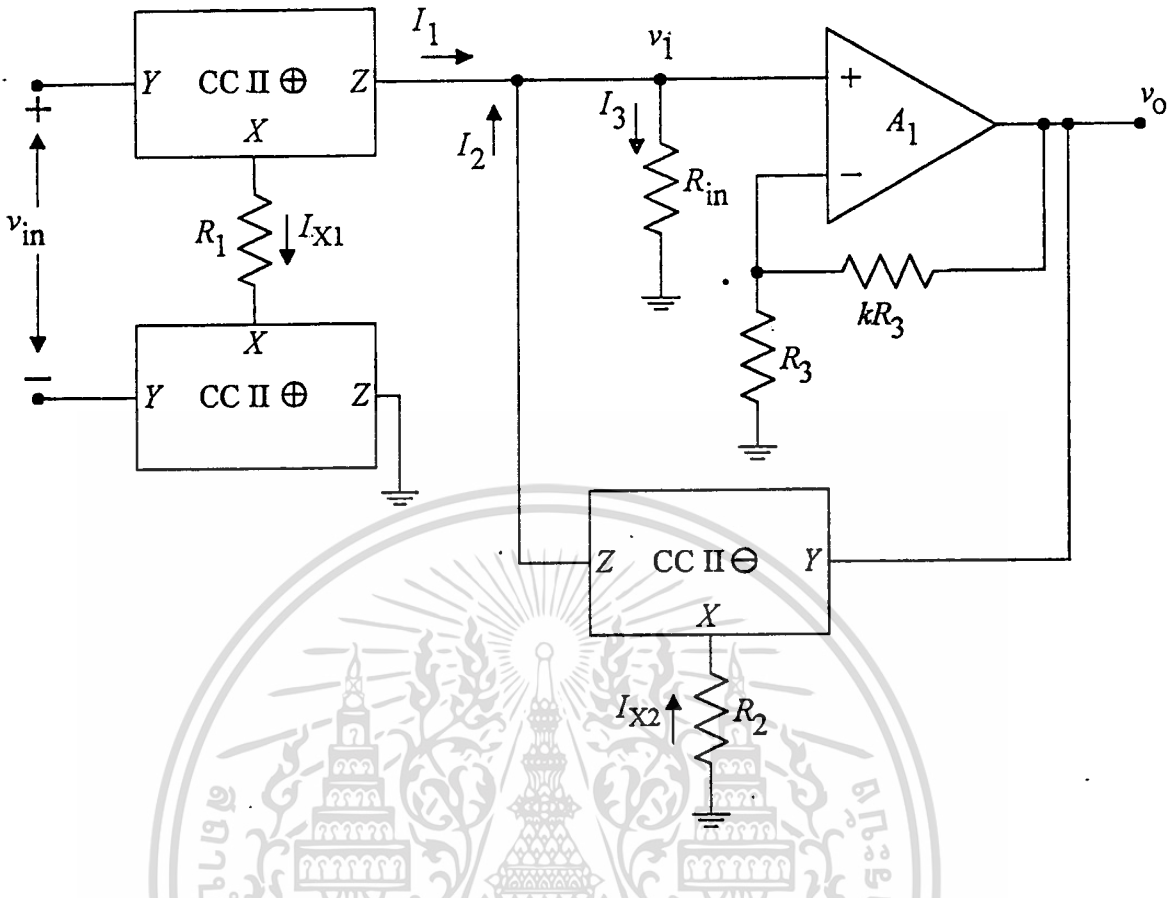 I1
vi
vo
Y CC II ⊕ Z
X
+
I2
I3
Rin
+
A1
−
vin
R1
IX1
kR3
R3
X
−
Y CC II ⊕ Z
Z CC II ⊖ Y
X
IX2
R2